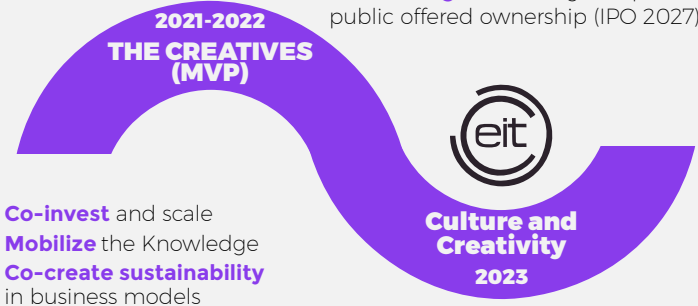 public offered ownership (IPO 2027)
2021-2022
THE CREATIVES
(MVP)
eit
Co-invest and scale
Mobilize the Knowledge
Co-create sustainability
in business models
Culture and
Creativity
2023